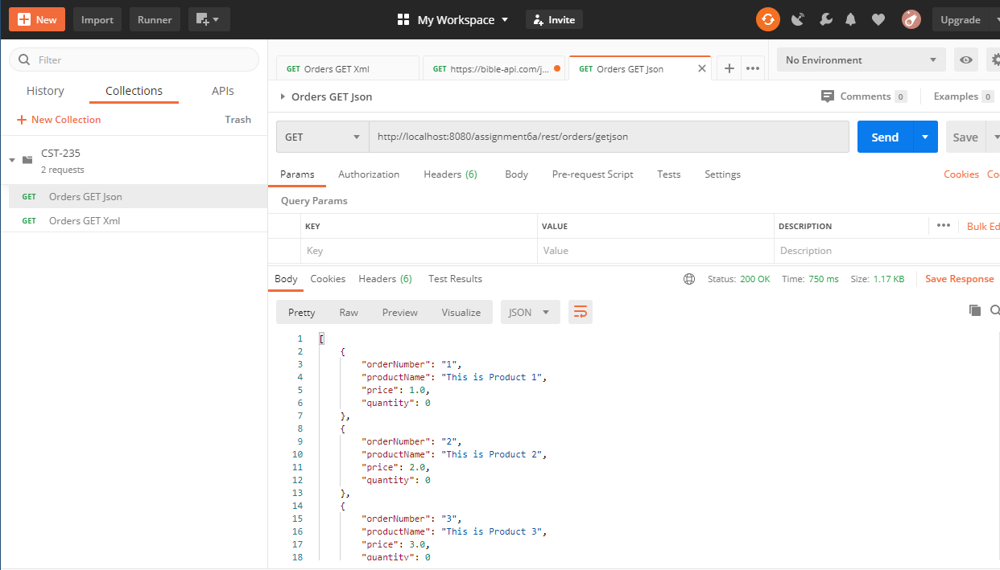 New Import Runner My Workspace Invite Upgrade
Filter
History Collections APIs
+ New Collection Trash
CST-235
2 requests
GET Orders GET Json
GET Orders GET Xml
GET Orders GET Xml GET https://bible-api.com/j... GET Orders GET Json No Environment
Orders GET Json Comments 0 Examples 0
GET http://localhost:8080/assignment6a/rest/orders/getjson Send Save
Params Authorization Headers (6) Body Pre-request Script Tests Settings Cookies Co
Query Params
KEY VALUE DESCRIPTION Bulk Ed
Key Value Description
Body Cookies Headers (6) Test Results Status: 200 OK Time: 750 ms Size: 1.17 KB Save Response
Pretty Raw Preview Visualize JSON
1 [
2 {
3 "orderNumber": "1",
4 "productName": "This is Product 1",
5 "price": 1.0,
6 "quantity": 0
7 },
8 {
9 "orderNumber": "2",
10 "productName": "This is Product 2",
11 "price": 2.0,
12 "quantity": 0
13 },
14 {
15 "orderNumber": "3",
16 "productName": "This is Product 3",
17 "price": 3.0,
18 "quantity": 0